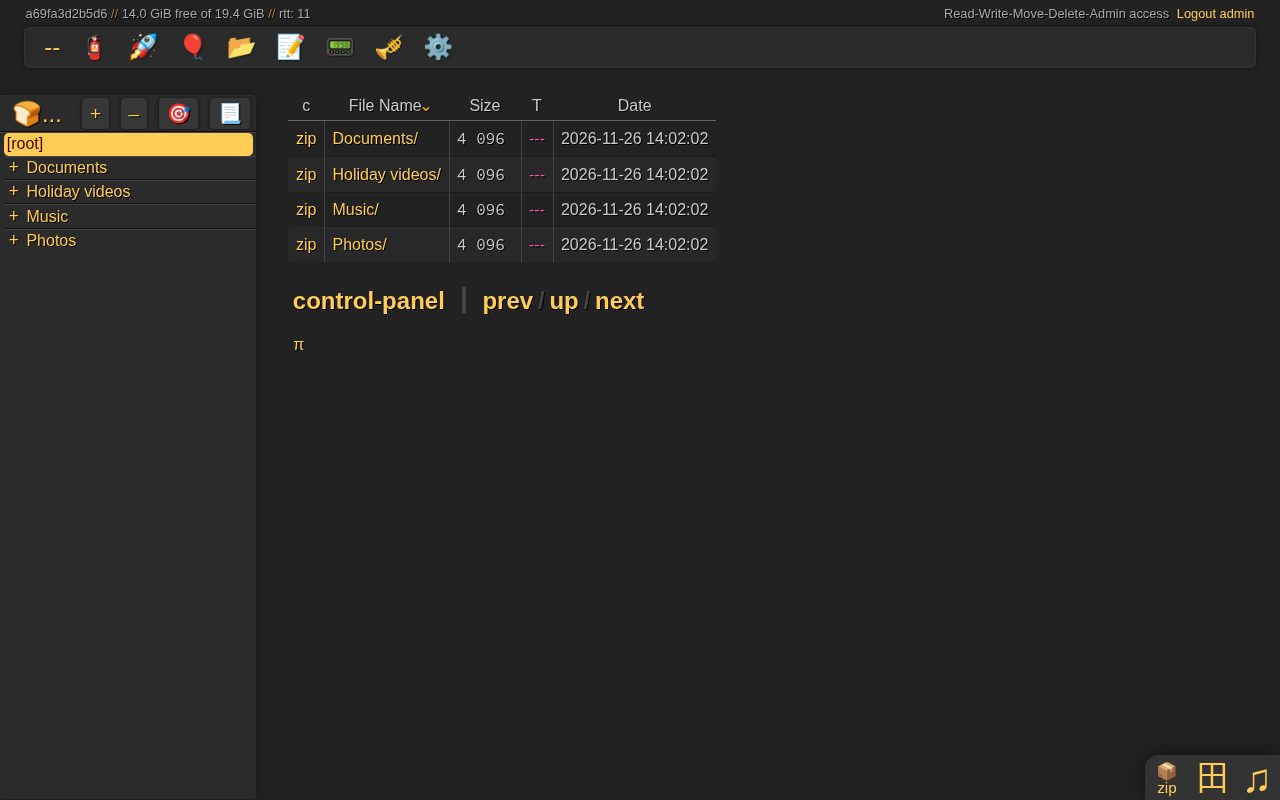 a69fa3d2b5d6 // 14.0 GiB free of 19.4 GiB // rtt: 11
Read-Write-Move-Delete-Admin access Logout admin
--
... + –
[root]
+ Documents
+ Holiday videos
+ Music
+ Photos
c File Name Size T Date
zip Documents/ 4 096 --- 2026-11-26 14:02:02
zip Holiday videos/ 4 096 --- 2026-11-26 14:02:02
zip Music/ 4 096 --- 2026-11-26 14:02:02
zip Photos/ 4 096 --- 2026-11-26 14:02:02
control-panel | prev / up / next
π
zip 田 ♫